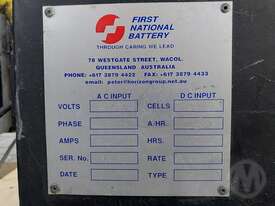 FIRST
NATIONAL
BATTERY
THROUGH CARING WE LEAD
78 WESTGATE STREET, WACOL.
QUEENSLAND AUSTRALIA
PHONE: +617 3879 4422 FAX: +617 3879 4433
email: peter@horizongroup.net.au
A C INPUT D C INPUT
VOLTS CELLS
PHASE A/HR.
AMPS HRS.
SER. No. RATE
DATE TYPE